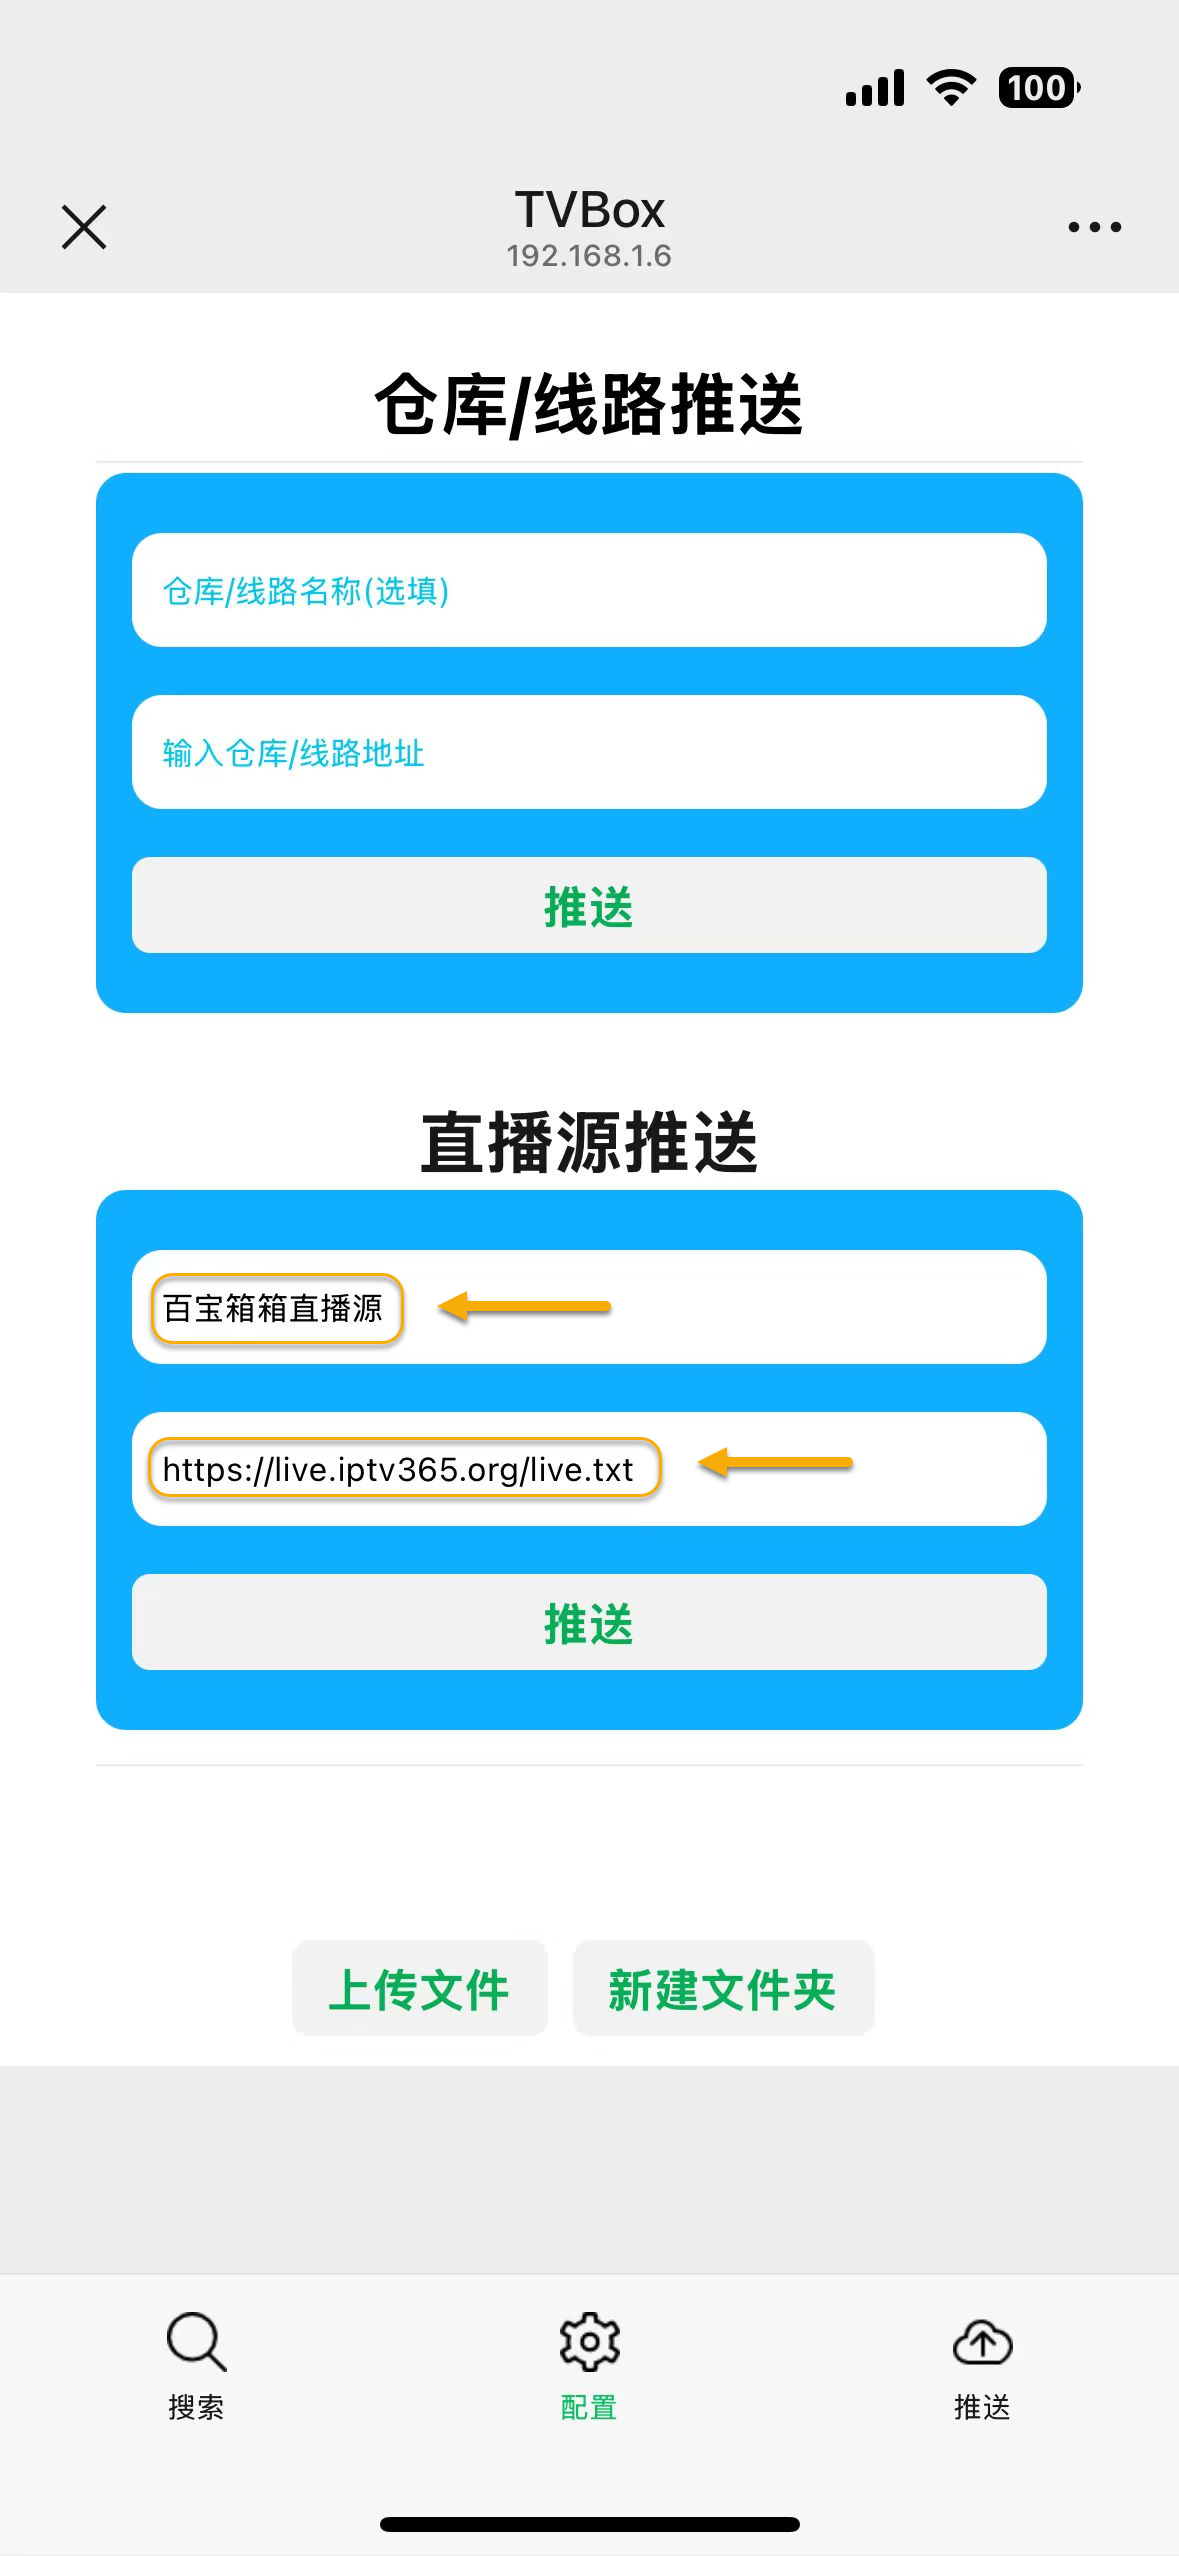 100
TVBox
192.168.1.6
仓库/线路推送
仓库/线路名称(选填)
输入仓库/线路地址
推送
直播源推送
百宝箱箱直播源
https://live.iptv365.org/live.txt
推送
上传文件 新建文件夹
搜索 配置 推送